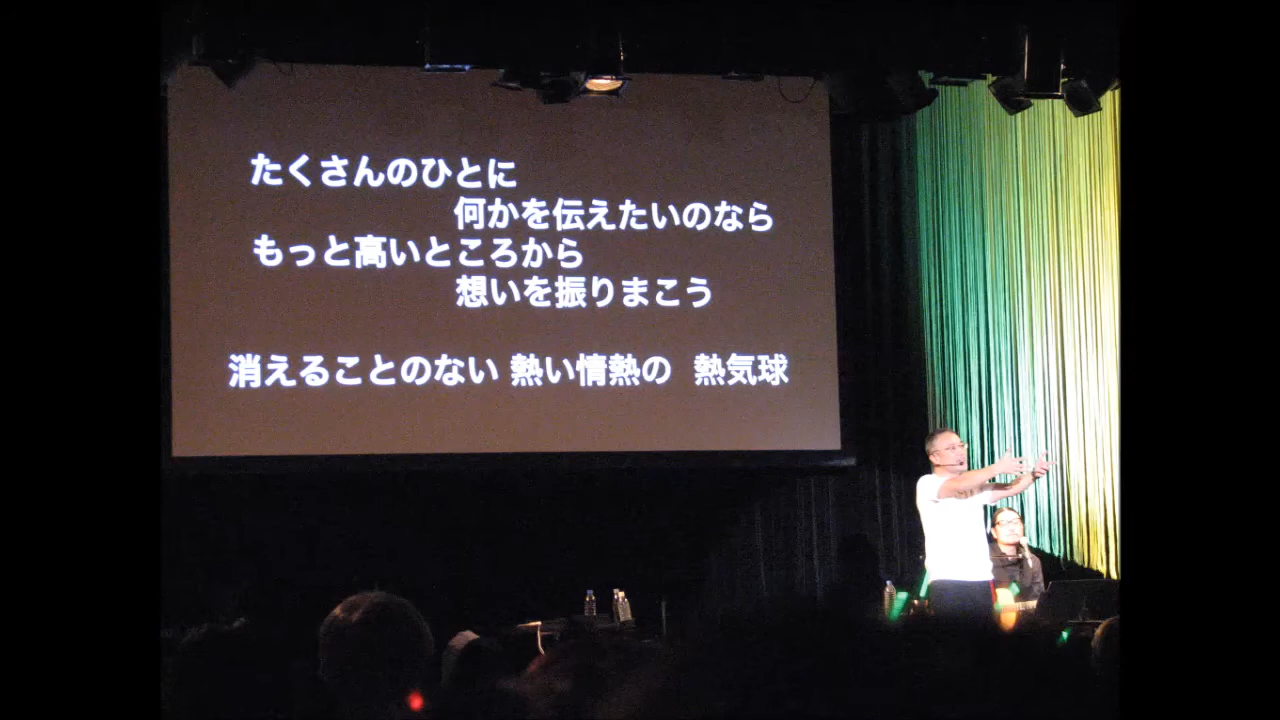 たくさんのひとに
何かを伝えたいのなら
もっと高いところから
想いを振りまこう
消えることのない 熱い情熱の 熱気球